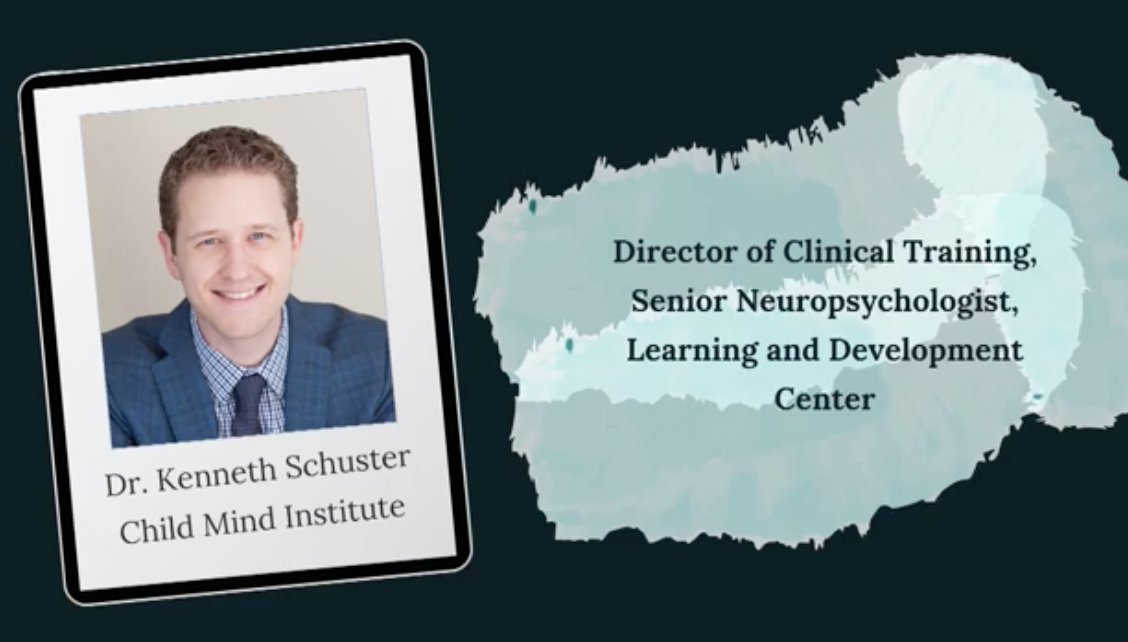 Dr. Kenneth Schuster
Child Mind Institute
Director of Clinical Training,
Senior Neuropsychologist,
Learning and Development
Center